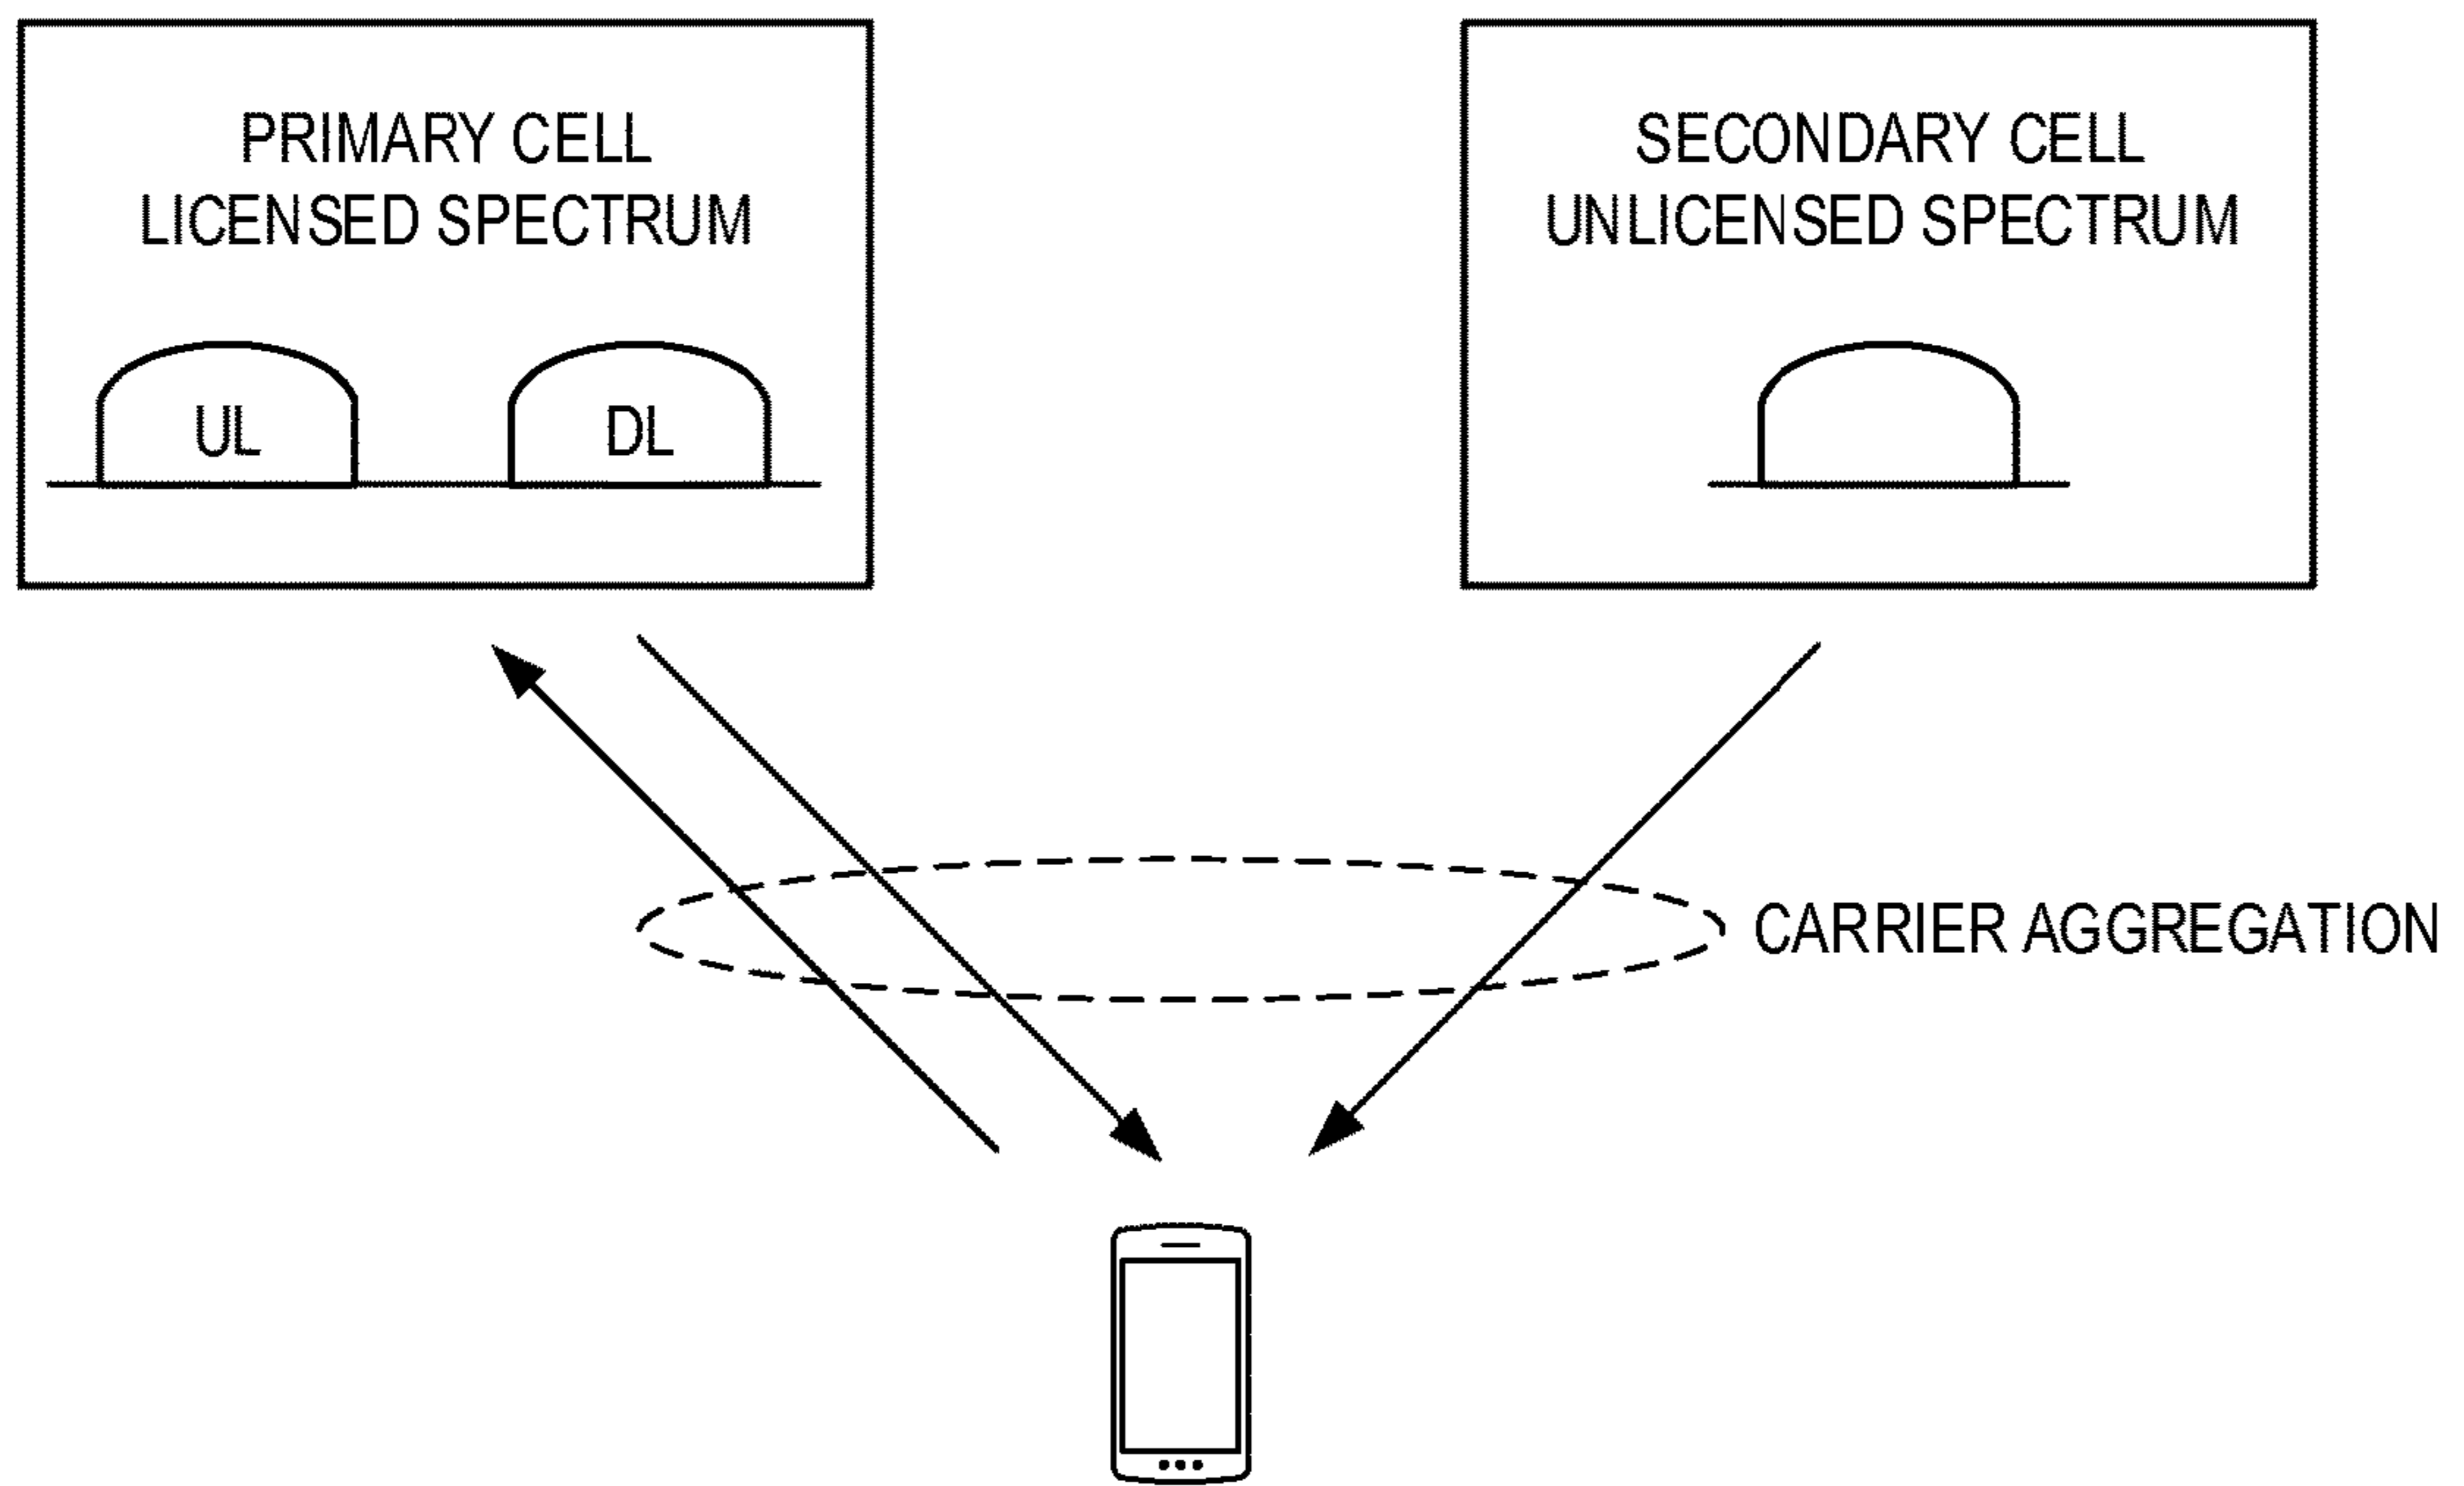 PRIMARY CELL
LICENSED SPECTRUM
UL
DL
SECONDARY CELL
UNLICENSED SPECTRUM
CARRIER AGGREGATION